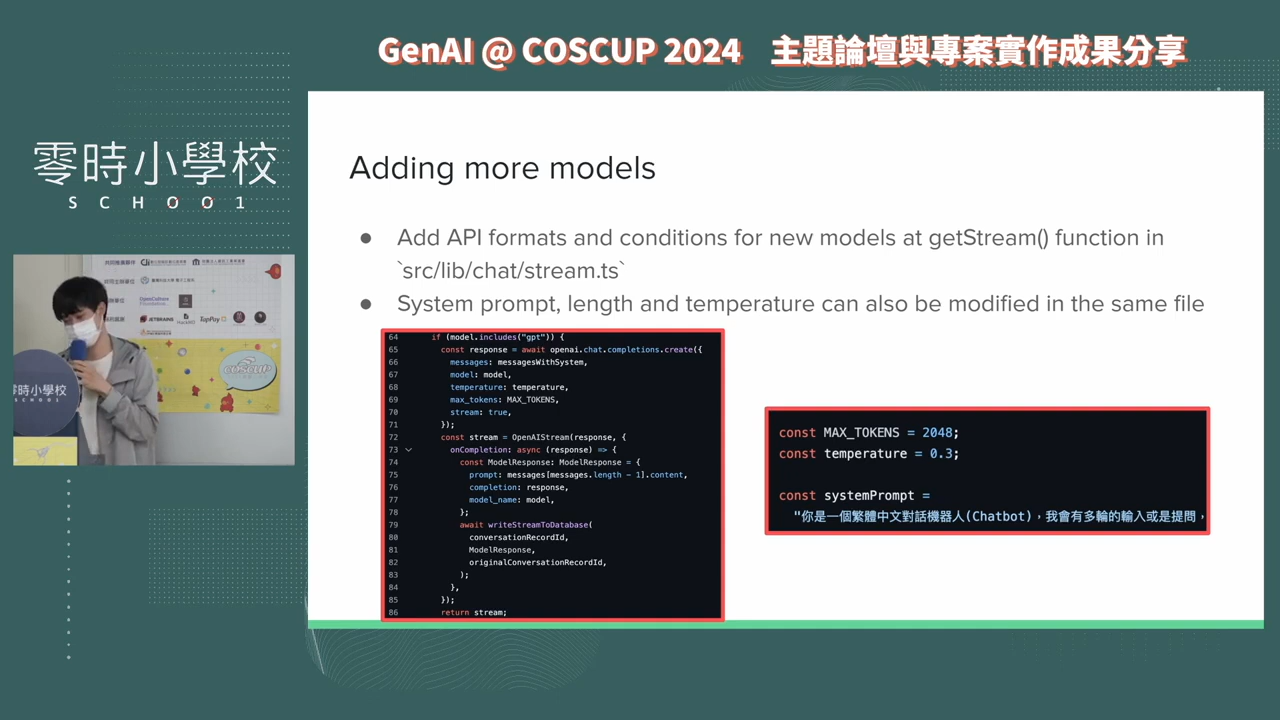 GenAI @ COSCUP 2024 主題論壇與專案實作成果分享
零時小學校
SCHOO1
Adding more models
● Add API formats and conditions for new models at getStream() function in
`src/lib/chat/stream.ts`
● System prompt, length and temperature can also be modified in the same file
64 if (model.includes("gpt")) {
65 const response = await openai.chat.completions.create({
66 messages: messagesWithSystem,
67 model: model,
68 temperature: temperature,
69 max_tokens: MAX_TOKENS,
70 stream: true,
71 });
72 const stream = OpenAIStream(response, {
73 onCompletion: async (response) => {
74 const ModelResponse: ModelResponse = {
75 prompt: messages[messages.length - 1].content,
76 completion: response,
77 model_name: model,
78 };
79 await writeStreamToDatabase(
80 conversationRecordId,
81 ModelResponse,
82 originalConversationRecordId,
83 );
84 },
85 });
86 return stream;
const MAX_TOKENS = 2048;
const temperature = 0.3;
const systemPrompt =
"你是一個繁體中文對話機器人(Chatbot)，我會有多輪的輸入或是提問，
OpenCulture
Foundation
JETBRAINS
TapPay
COSCUP
零時小學校
SCHOO1